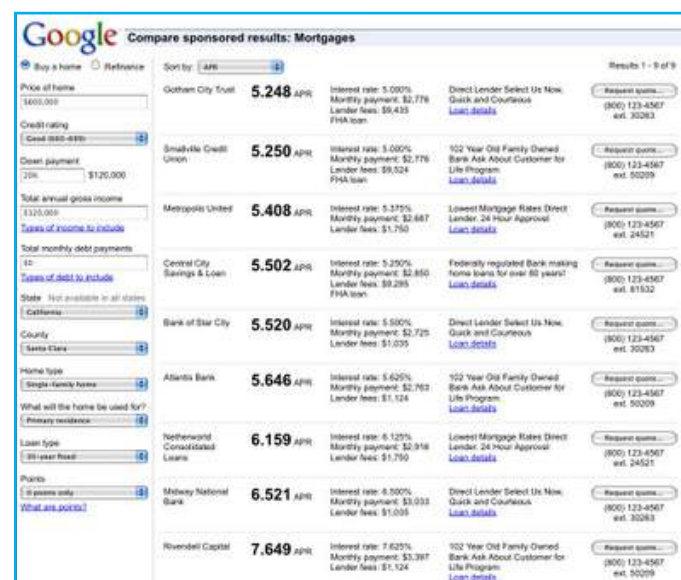 Google Compare sponsored results: Mortgages
Buy a home Refinance
Sort by: APR
Results 1 - 9 of 9
Price of home
$600,000
Credit rating
Good (660-699)
Down payment
20% $120,000
Total annual gross income
$320,000
Types of income to include
Total monthly debt payments
$0
Types of debt to include
State Not available in all states
California
County
Santa Clara
Home type
Single-family home
What will the home be used for?
Primary residence
Loan type
30-year fixed
Points
0 points only
What are points?
Gotham City Trust
5.248 APR
Interest rate: 5.000%
Monthly payment: $2,776
Lender fees: $9,435
FHA loan
Direct Lender Select Us Now.
Quick and Courteous
Loan details
Request quote...
(800) 123-4567
ext. 30263
Smallville Credit
Union
5.250 APR
Interest rate: 5.000%
Monthly payment: $2,776
Lender fees: $9,524
FHA loan
102 Year Old Family Owned
Bank Ask About Customer for
Life Program
Loan details
Request quote...
(800) 123-4567
ext. 50209
Metropolis United
5.408 APR
Interest rate: 5.375%
Monthly payment: $2,687
Lender fees: $1,750
Lowest Mortgage Rates Direct
Lender. 24 Hour Approval
Loan details
Request quote...
(800) 123-4567
ext. 24521
Central City
Savings & Loan
5.502 APR
Interest rate: 5.250%
Monthly payment: $2,850
Lender fees: $9,295
FHA loan
Federally regulated Bank making
home loans for over 80 years!
Loan details
Request quote...
(800) 123-4567
ext. 81532
Bank of Star City
5.520 APR
Interest rate: 5.500%
Monthly payment: $2,725
Lender fees: $1,035
Direct Lender Select Us Now.
Quick and Courteous
Loan details
Request quote...
(800) 123-4567
ext. 30263
Atlantis Bank
5.646 APR
Interest rate: 5.625%
Monthly payment: $2,763
Lender fees: $1,124
102 Year Old Family Owned
Bank Ask About Customer for
Life Program
Loan details
Request quote...
(800) 123-4567
ext. 50209
Netherworld
Consolidated
Loans
6.159 APR
Interest rate: 6.125%
Monthly payment: $2,916
Lender fees: $1,750
Lowest Mortgage Rates Direct
Lender. 24 Hour Approval
Loan details
Request quote...
(800) 123-4567
ext. 24521
Midway National
Bank
6.521 APR
Interest rate: 6.500%
Monthly payment: $3,033
Lender fees: $1,035
Direct Lender Select Us Now.
Quick and Courteous
Loan details
Request quote...
(800) 123-4567
ext. 30263
Rivendell Capital
7.649 APR
Interest rate: 7.625%
Monthly payment: $3,397
Lender fees: $1,124
102 Year Old Family Owned
Bank Ask About Customer for
Life Program
Loan details
Request quote...
(800) 123-4567
ext. 50209